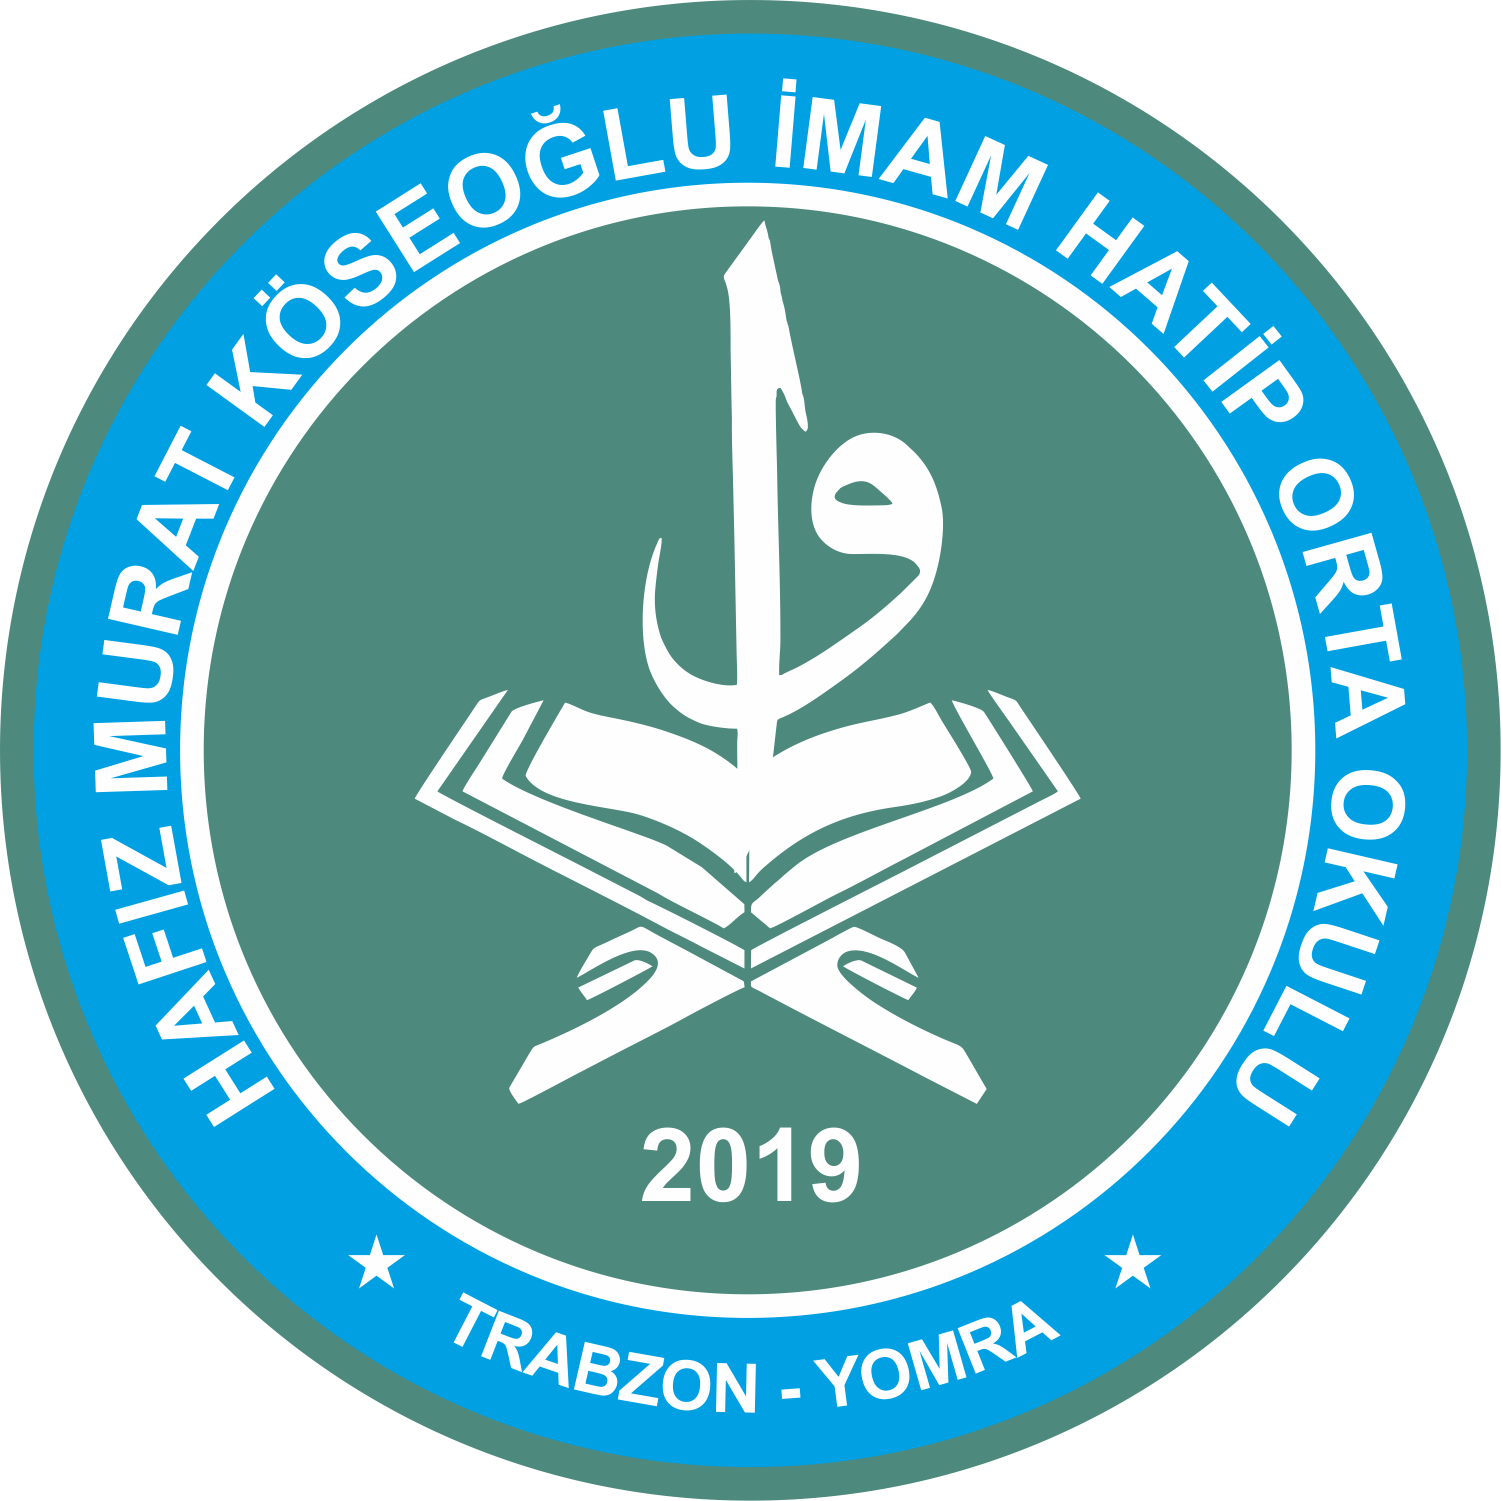 HAFIZ MURAT KÖSEOĞLU İMAM HATİP ORTA OKULU
2019
TRABZON - YOMRA